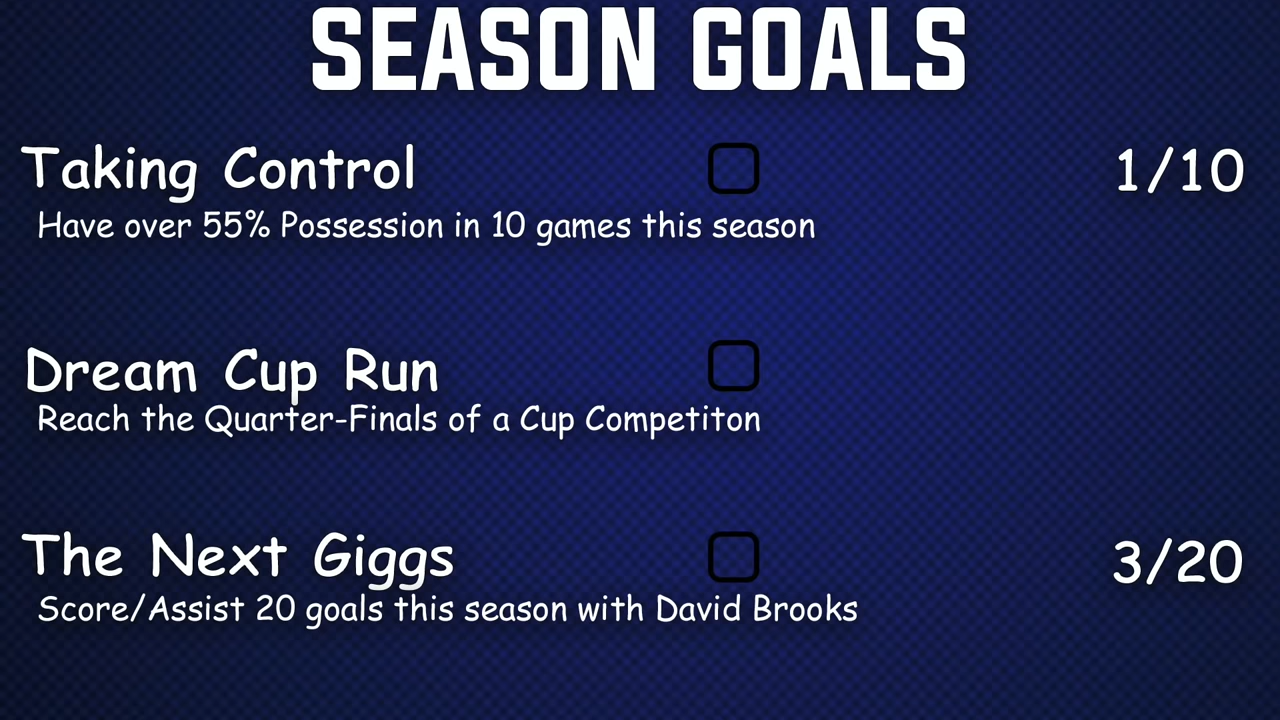 SEASON GOALS
Taking Control 1/10
Have over 55% Possession in 10 games this season
Dream Cup Run
Reach the Quarter-Finals of a Cup Competiton
The Next Giggs 3/20
Score/Assist 20 goals this season with David Brooks